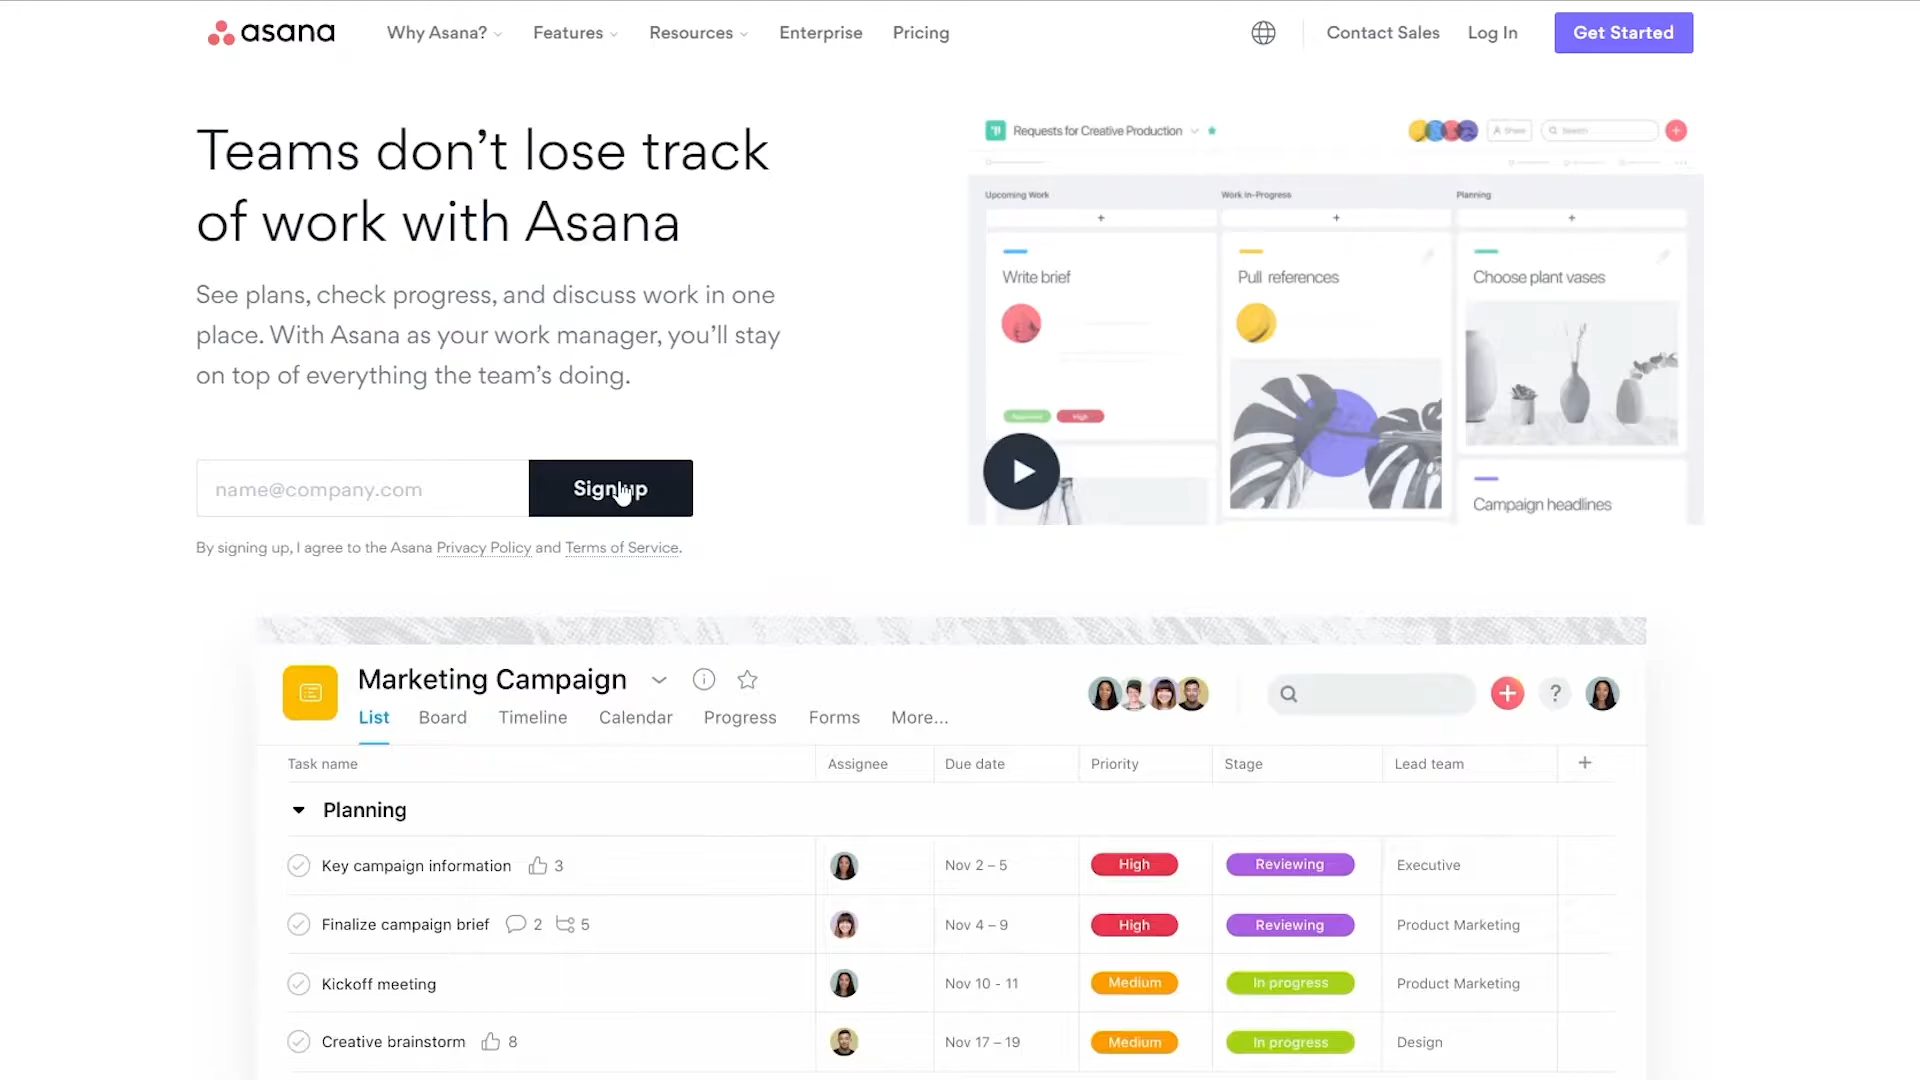 asana
Why Asana?
Features
Resources
Enterprise
Pricing
Contact Sales
Log In
Get Started
Teams don't lose track
of work with Asana
See plans, check progress, and discuss work in one
place. With Asana as your work manager, you'll stay
on top of everything the team's doing.
name@company.com
Sign up
By signing up, I agree to the Asana Privacy Policy and Terms of Service.
Requests for Creative Production
Share
Search
Upcoming Work
Work In-Progress
Planning
+
+
+
Write brief
Pull references
Choose plant vases
High
Campaign headlines
Marketing Campaign
List
Board
Timeline
Calendar
Progress
Forms
More...
?
Task name
Assignee
Due date
Priority
Stage
Lead team
+
Planning
Key campaign information 3
Nov 2 – 5
High
Reviewing
Executive
Finalize campaign brief 2 5
Nov 4 – 9
High
Reviewing
Product Marketing
Kickoff meeting
Nov 10 - 11
Medium
In progress
Product Marketing
Creative brainstorm 8
Nov 17 – 19
Medium
In progress
Design